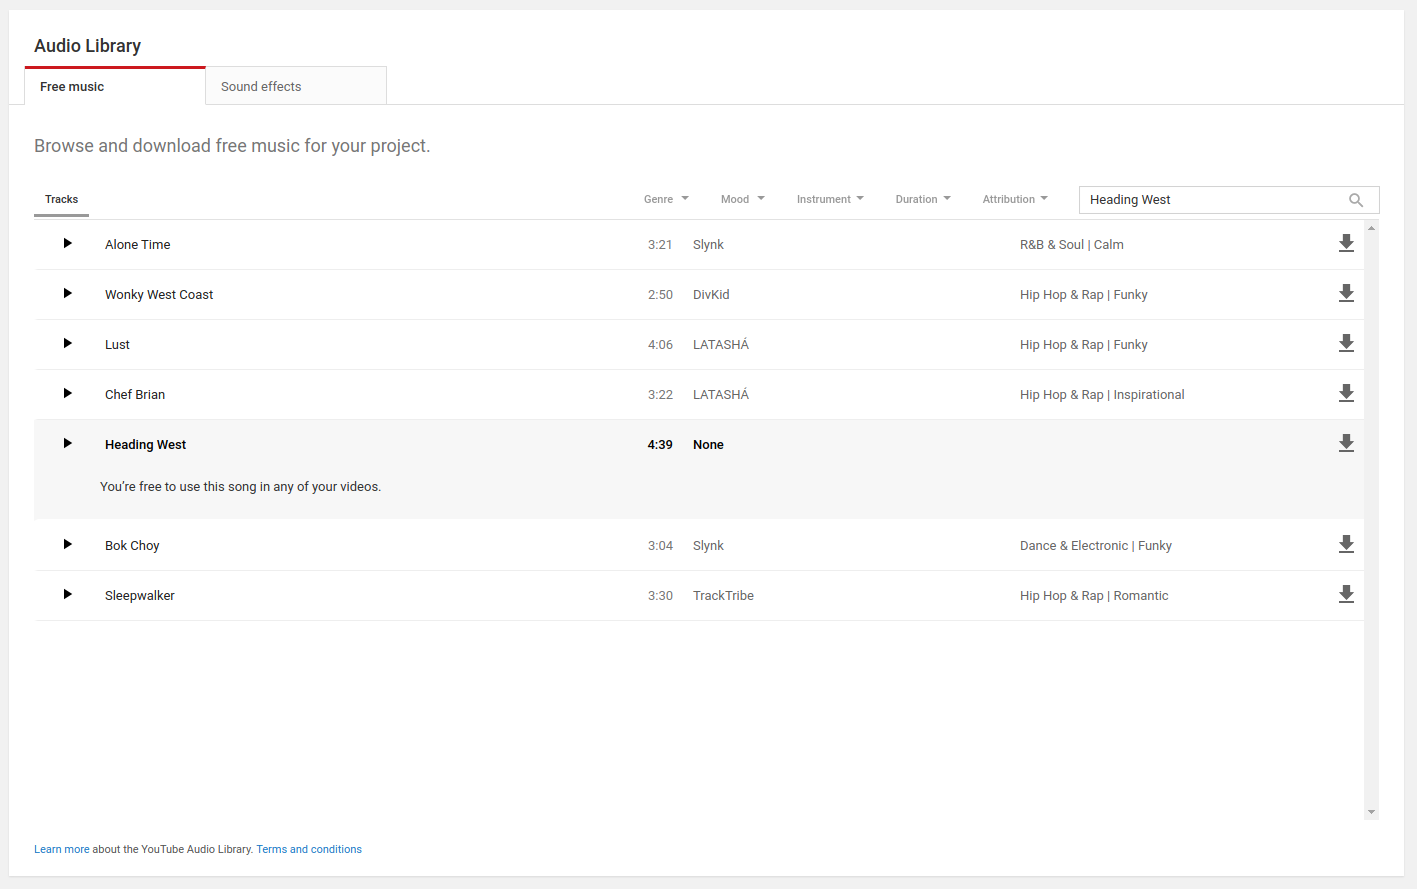 Audio Library
Free music Sound effects
Browse and download free music for your project.
Tracks Genre Mood Instrument Duration Attribution Heading West
Alone Time 3:21 Slynk R&B & Soul | Calm
Wonky West Coast 2:50 DivKid Hip Hop & Rap | Funky
Lust 4:06 LATASHÁ Hip Hop & Rap | Funky
Chef Brian 3:22 LATASHÁ Hip Hop & Rap | Inspirational
Heading West 4:39 None
You’re free to use this song in any of your videos.
Bok Choy 3:04 Slynk Dance & Electronic | Funky
Sleepwalker 3:30 TrackTribe Hip Hop & Rap | Romantic
Learn more about the YouTube Audio Library. Terms and conditions